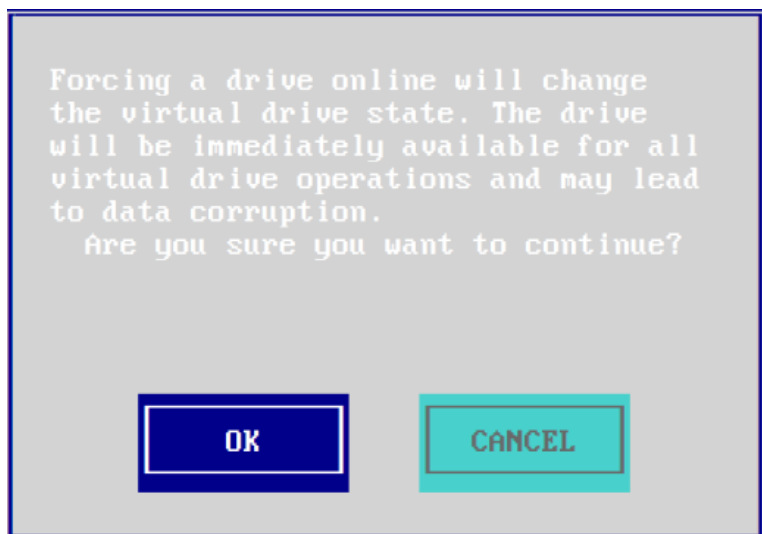 Forcing a drive online will change
the virtual drive state. The drive
will be immediately available for all
virtual drive operations and may lead
to data corruption.
Are you sure you want to continue?
OK
CANCEL